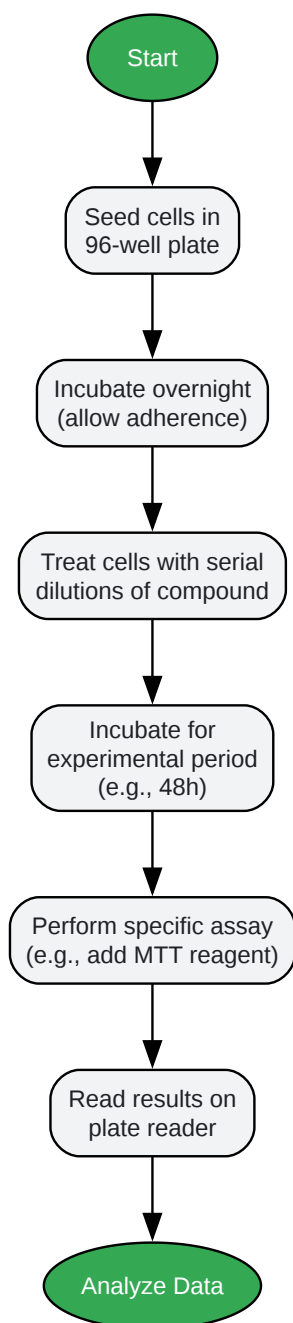 Start
Seed cells in
96-well plate
Incubate overnight
(allow adherence)
Treat cells with serial
dilutions of compound
Incubate for
experimental period
(e.g., 48h)
Perform specific assay
(e.g., add MTT reagent)
Read results on
plate reader
Analyze Data